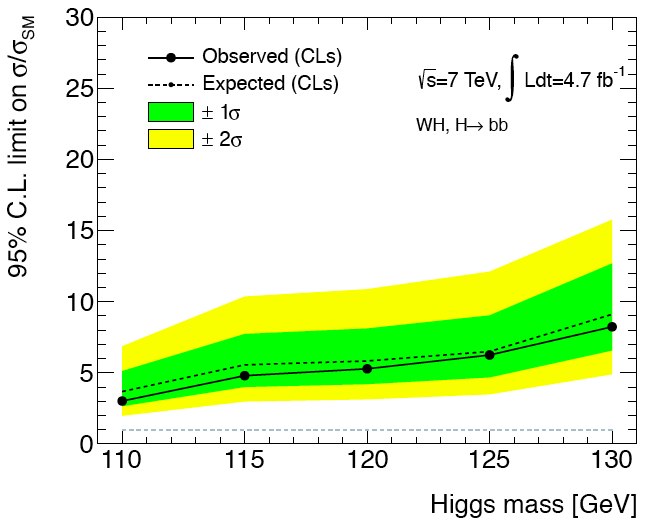 95% C.L. limit on σ/σSM
30
25
20
15
10
5
0
Observed (CLs)
Expected (CLs)
± 1σ
± 2σ
√s=7 TeV, ∫ Ldt=4.7 fb-1
WH, H→ bb
110 115 120 125 130
Higgs mass [GeV]